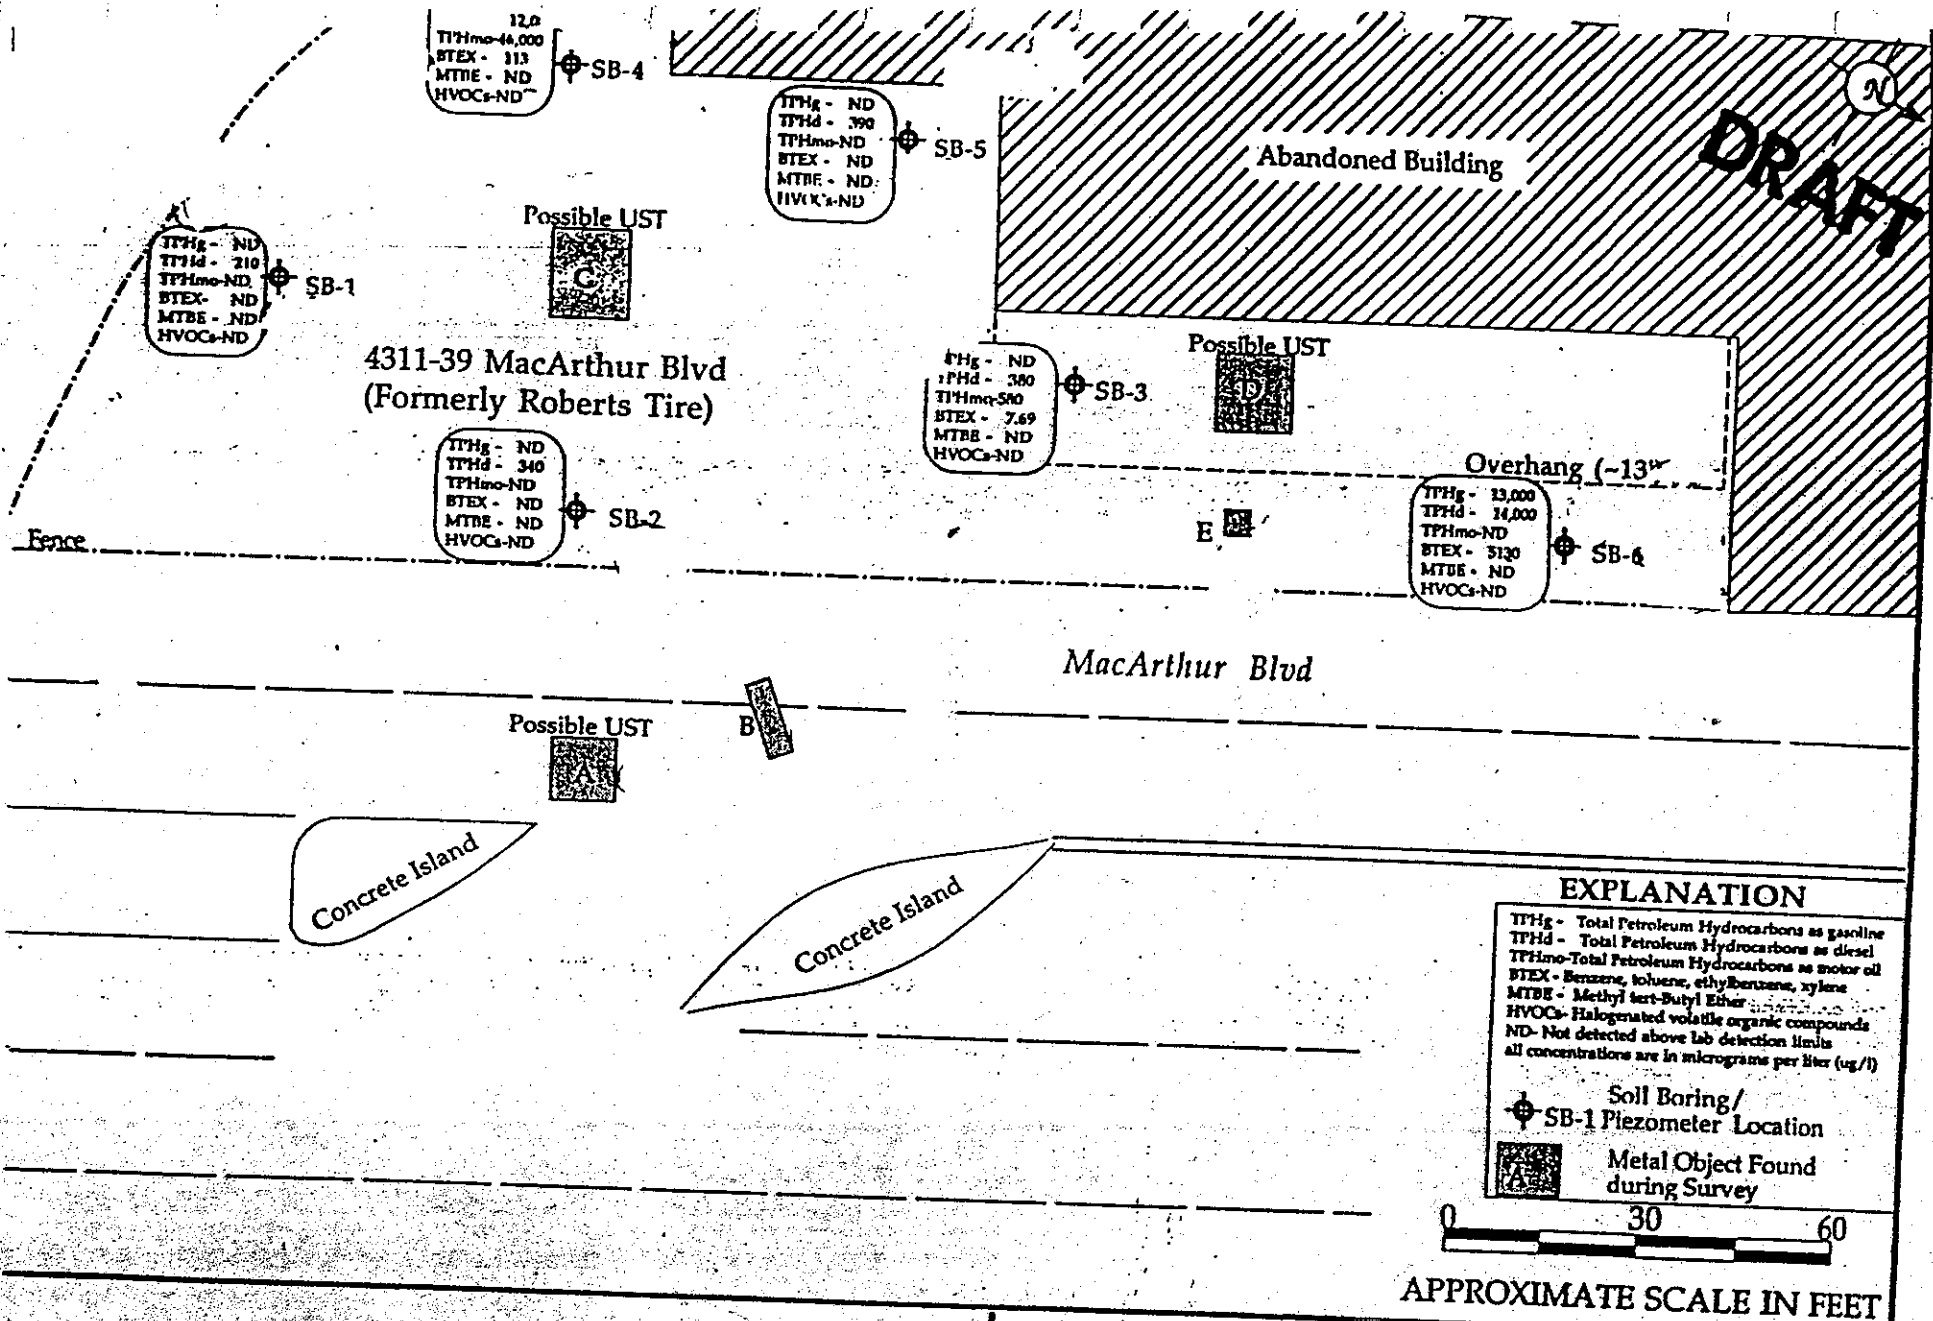 12,0
TPHmo-46,000
BTEX - 113
MTBE - ND
HVOCs-ND
SB-4
TPHg - ND
TPHd - 390
TPHmo-ND
BTEX - ND
MTBE - ND
HVOCs-ND
SB-5
Abandoned Building
N
DRAFT
Possible UST
C
TPHg - ND
TPHd - 210
TPHmo-ND
BTEX- ND
MTBE - ND
HVOCs-ND
SB-1
4311-39 MacArthur Blvd
(Formerly Roberts Tire)
TPHg - ND
TPHd - 380
TPHmo-580
BTEX - 7.69
MTBE - ND
HVOCs-ND
SB-3
Possible UST
D
TPHg - ND
TPHd - 340
TPHmo-ND
BTEX - ND
MTBE - ND
HVOCs-ND
SB-2
Overhang (~13'
TPHg - 13,000
TPHd - 14,000
TPHmo-ND
BTEX - 5130
MTBE - ND
HVOCs-ND
SB-6
E
Fence
MacArthur Blvd
Possible UST
A
B
Concrete Island
Concrete Island
EXPLANATION
TPHg - Total Petroleum Hydrocarbons as gasoline
TPHd - Total Petroleum Hydrocarbons as diesel
TPHmo-Total Petroleum Hydrocarbons as motor oil
BTEX - Benzene, toluene, ethylbenzene, xylene
MTBE - Methyl tert-Butyl Ether
HVOCs- Halogenated volatile organic compounds
ND- Not detected above lab detection limits
all concentrations are in micrograms per liter (ug/l)
Soil Boring/
SB-1 Piezometer Location
A
Metal Object Found
during Survey
0 30 60
APPROXIMATE SCALE IN FEET